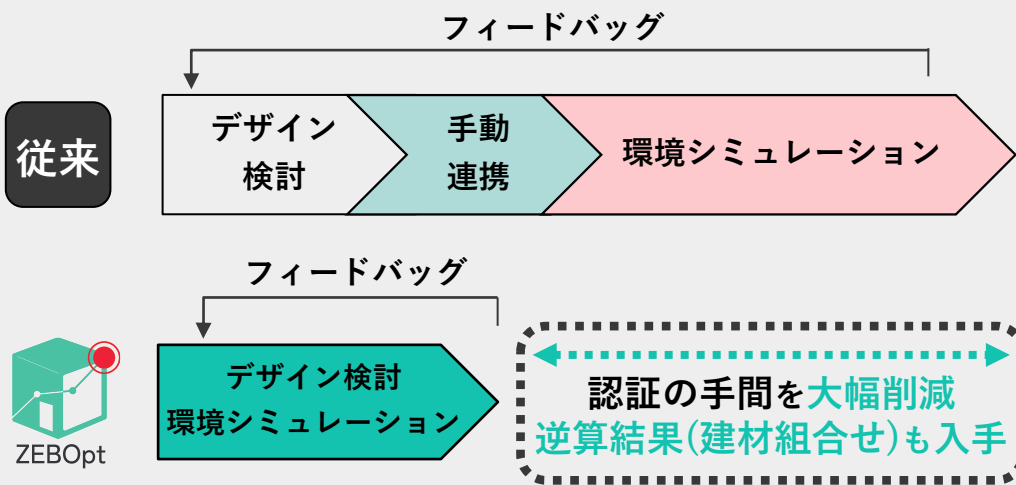 フィードバッグ
従来
デザイン
検討
手動
連携
環境シミュレーション
フィードバッグ
ZEBOpt
デザイン検討
環境シミュレーション
認証の手間を大幅削減
逆算結果(建材組合せ)も入手